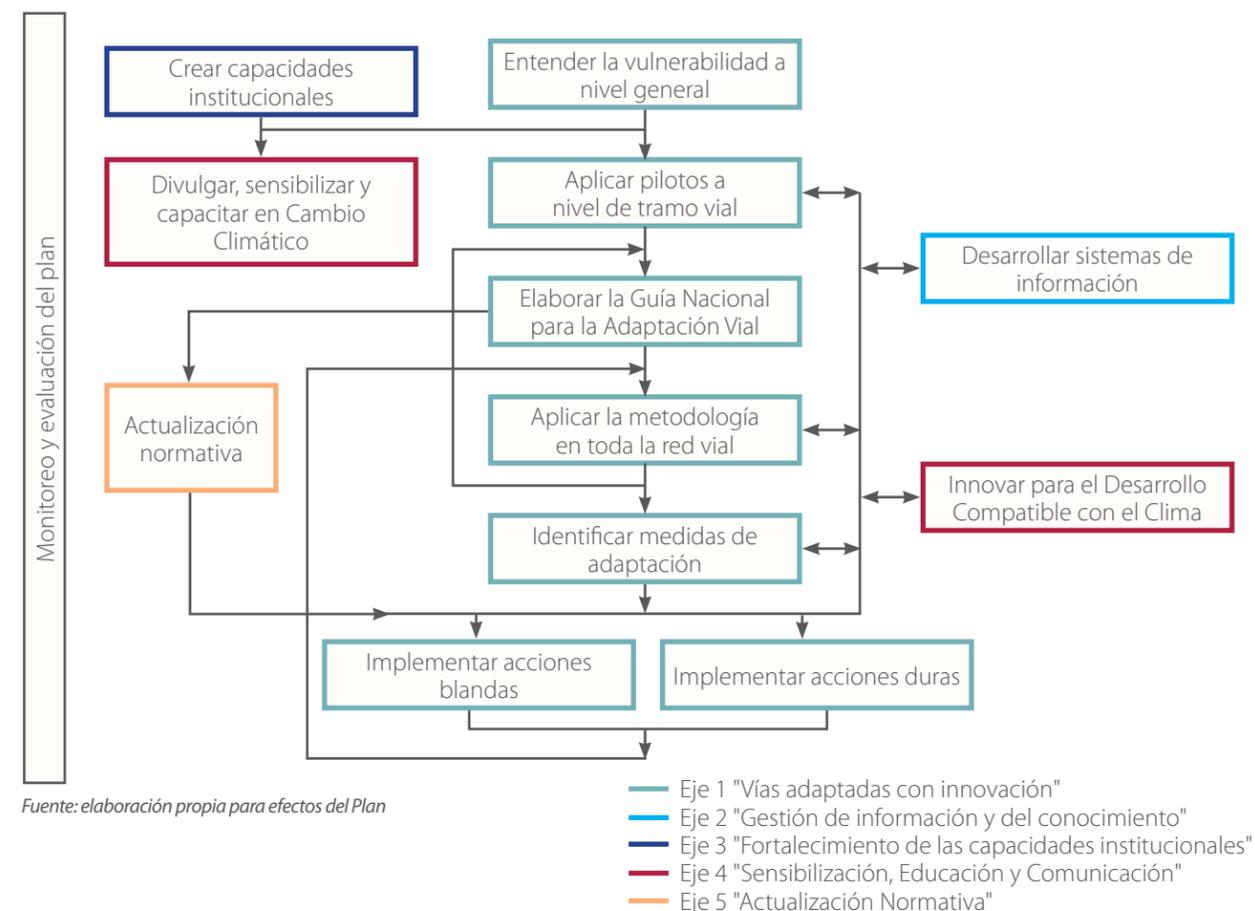 Monitoreo y evaluación del plan
Crear capacidades
institucionales
Entender la vulnerabilidad a
nivel general
Divulgar, sensibilizar y
capacitar en Cambio
Climático
Aplicar pilotos a
nivel de tramo vial
Desarrollar sistemas de
información
Elaborar la Guía Nacional
para la Adaptación Vial
Actualización
normativa
Aplicar la metodología
en toda la red vial
Innovar para el Desarrollo
Compatible con el Clima
Identificar medidas de
adaptación
Implementar acciones
blandas
Implementar acciones duras
Fuente: elaboración propia para efectos del Plan
Eje 1 "Vías adaptadas con innovación"
Eje 2 "Gestión de información y del conocimiento"
Eje 3 "Fortalecimiento de las capacidades institucionales"
Eje 4 "Sensibilización, Educación y Comunicación"
Eje 5 "Actualización Normativa"